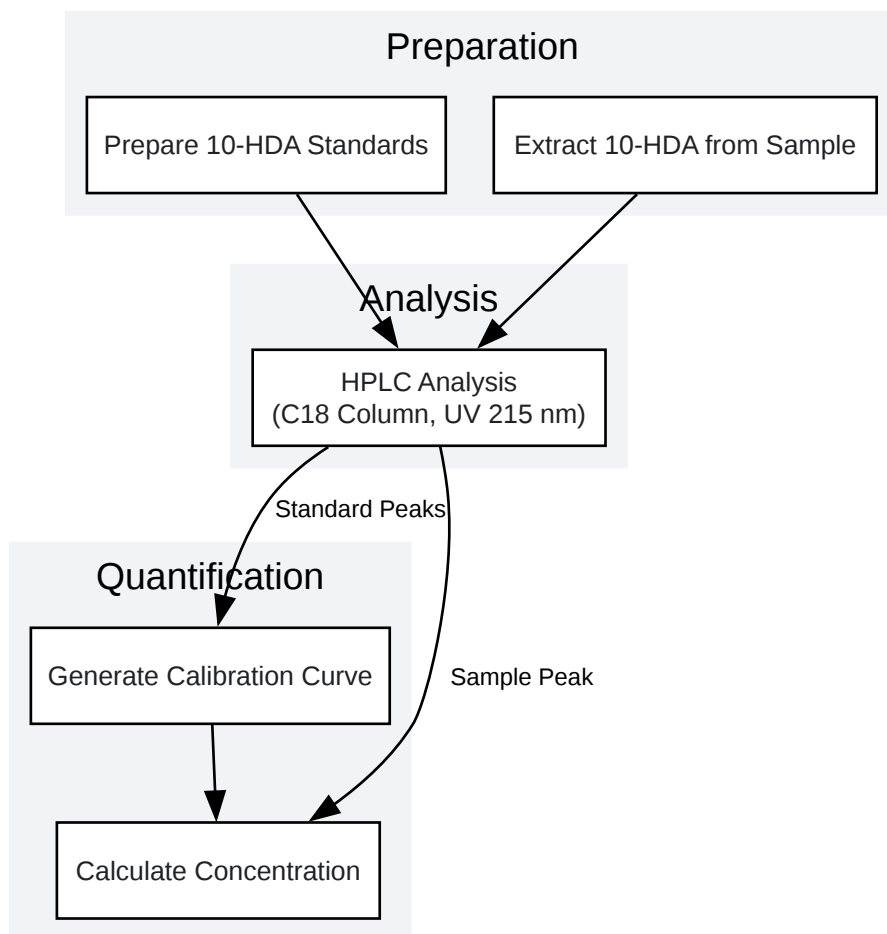 Preparation
Prepare 10-HDA Standards
Extract 10-HDA from Sample
Analysis
HPLC Analysis
(C18 Column, UV 215 nm)
Standard Peaks
Quantification
Generate Calibration Curve
Sample Peak
Calculate Concentration